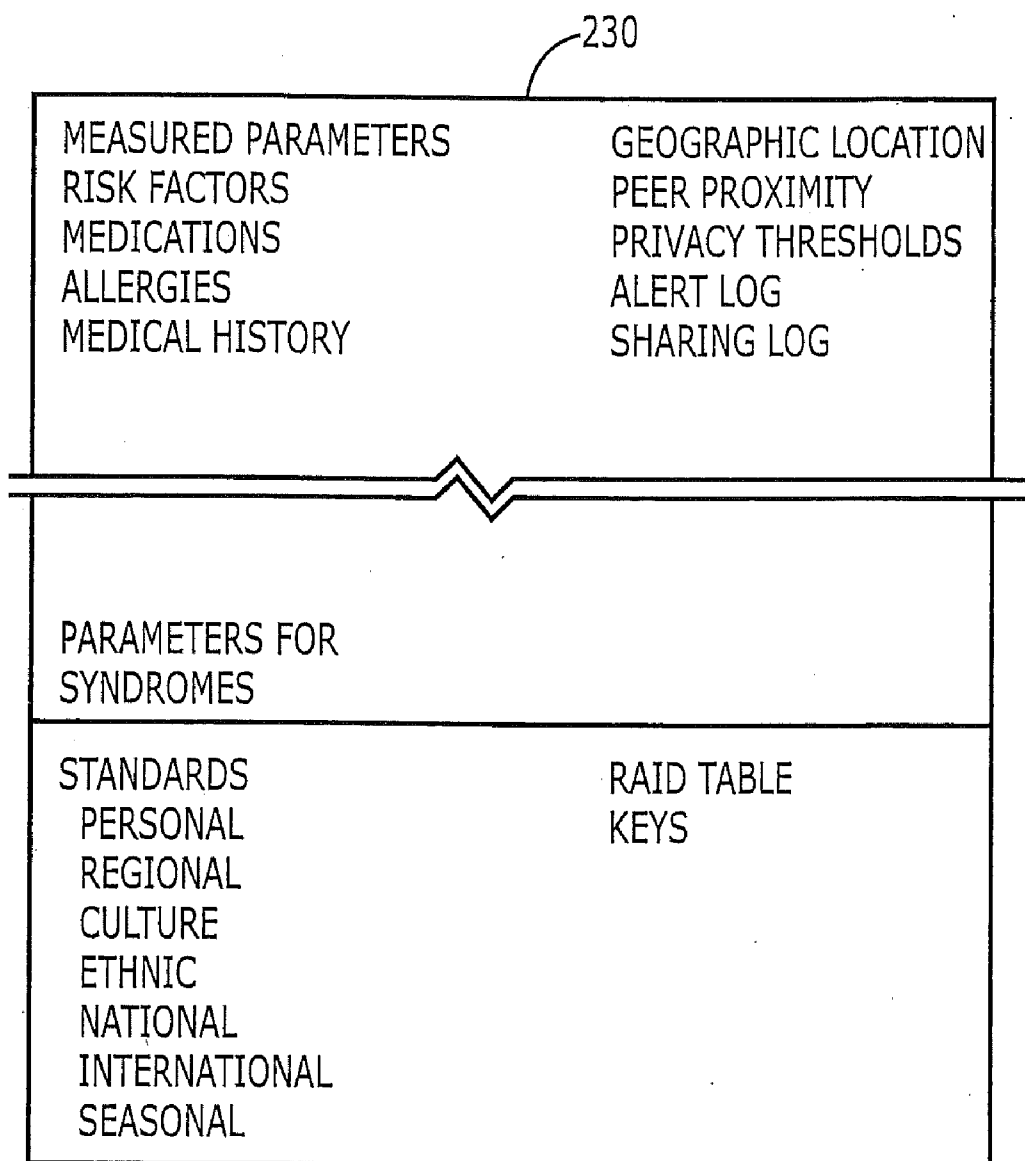 230
MEASURED PARAMETERS
RISK FACTORS
MEDICATIONS
ALLERGIES
MEDICAL HISTORY
GEOGRAPHIC LOCATION
PEER PROXIMITY
PRIVACY THRESHOLDS
ALERT LOG
SHARING LOG
PARAMETERS FOR
SYNDROMES
STANDARDS
PERSONAL
REGIONAL
CULTURE
ETHNIC
NATIONAL
INTERNATIONAL
SEASONAL
RAID TABLE
KEYS